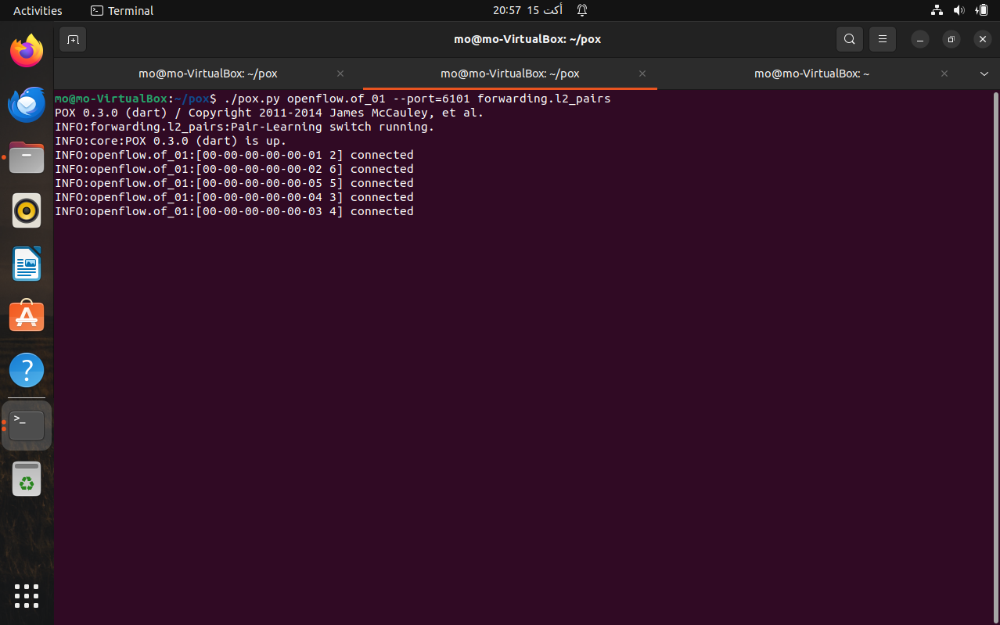 Activities
Terminal
20:57 15 أكت
mo@mo-VirtualBox: ~/pox
mo@mo-VirtualBox: ~/pox
mo@mo-VirtualBox: ~/pox
mo@mo-VirtualBox: ~
mo@mo-VirtualBox:~/pox$ ./pox.py openflow.of_01 --port=6101 forwarding.l2_pairs
POX 0.3.0 (dart) / Copyright 2011-2014 James McCauley, et al.
INFO:forwarding.l2_pairs:Pair-Learning switch running.
INFO:core:POX 0.3.0 (dart) is up.
INFO:openflow.of_01:[00-00-00-00-00-01 2] connected
INFO:openflow.of_01:[00-00-00-00-00-02 6] connected
INFO:openflow.of_01:[00-00-00-00-00-05 5] connected
INFO:openflow.of_01:[00-00-00-00-00-04 3] connected
INFO:openflow.of_01:[00-00-00-00-00-03 4] connected